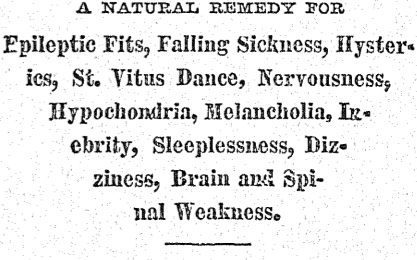 A NATURAL REMEDY FOR
Epileptic Fits, Falling Sickness, Hyster-
ics, St. Vitus Dance, Nervousness,
Hypochondria, Melancholia, In-
ebrity, Sleeplessness, Diz-
ziness, Brain and Spi-
nal Weakness.